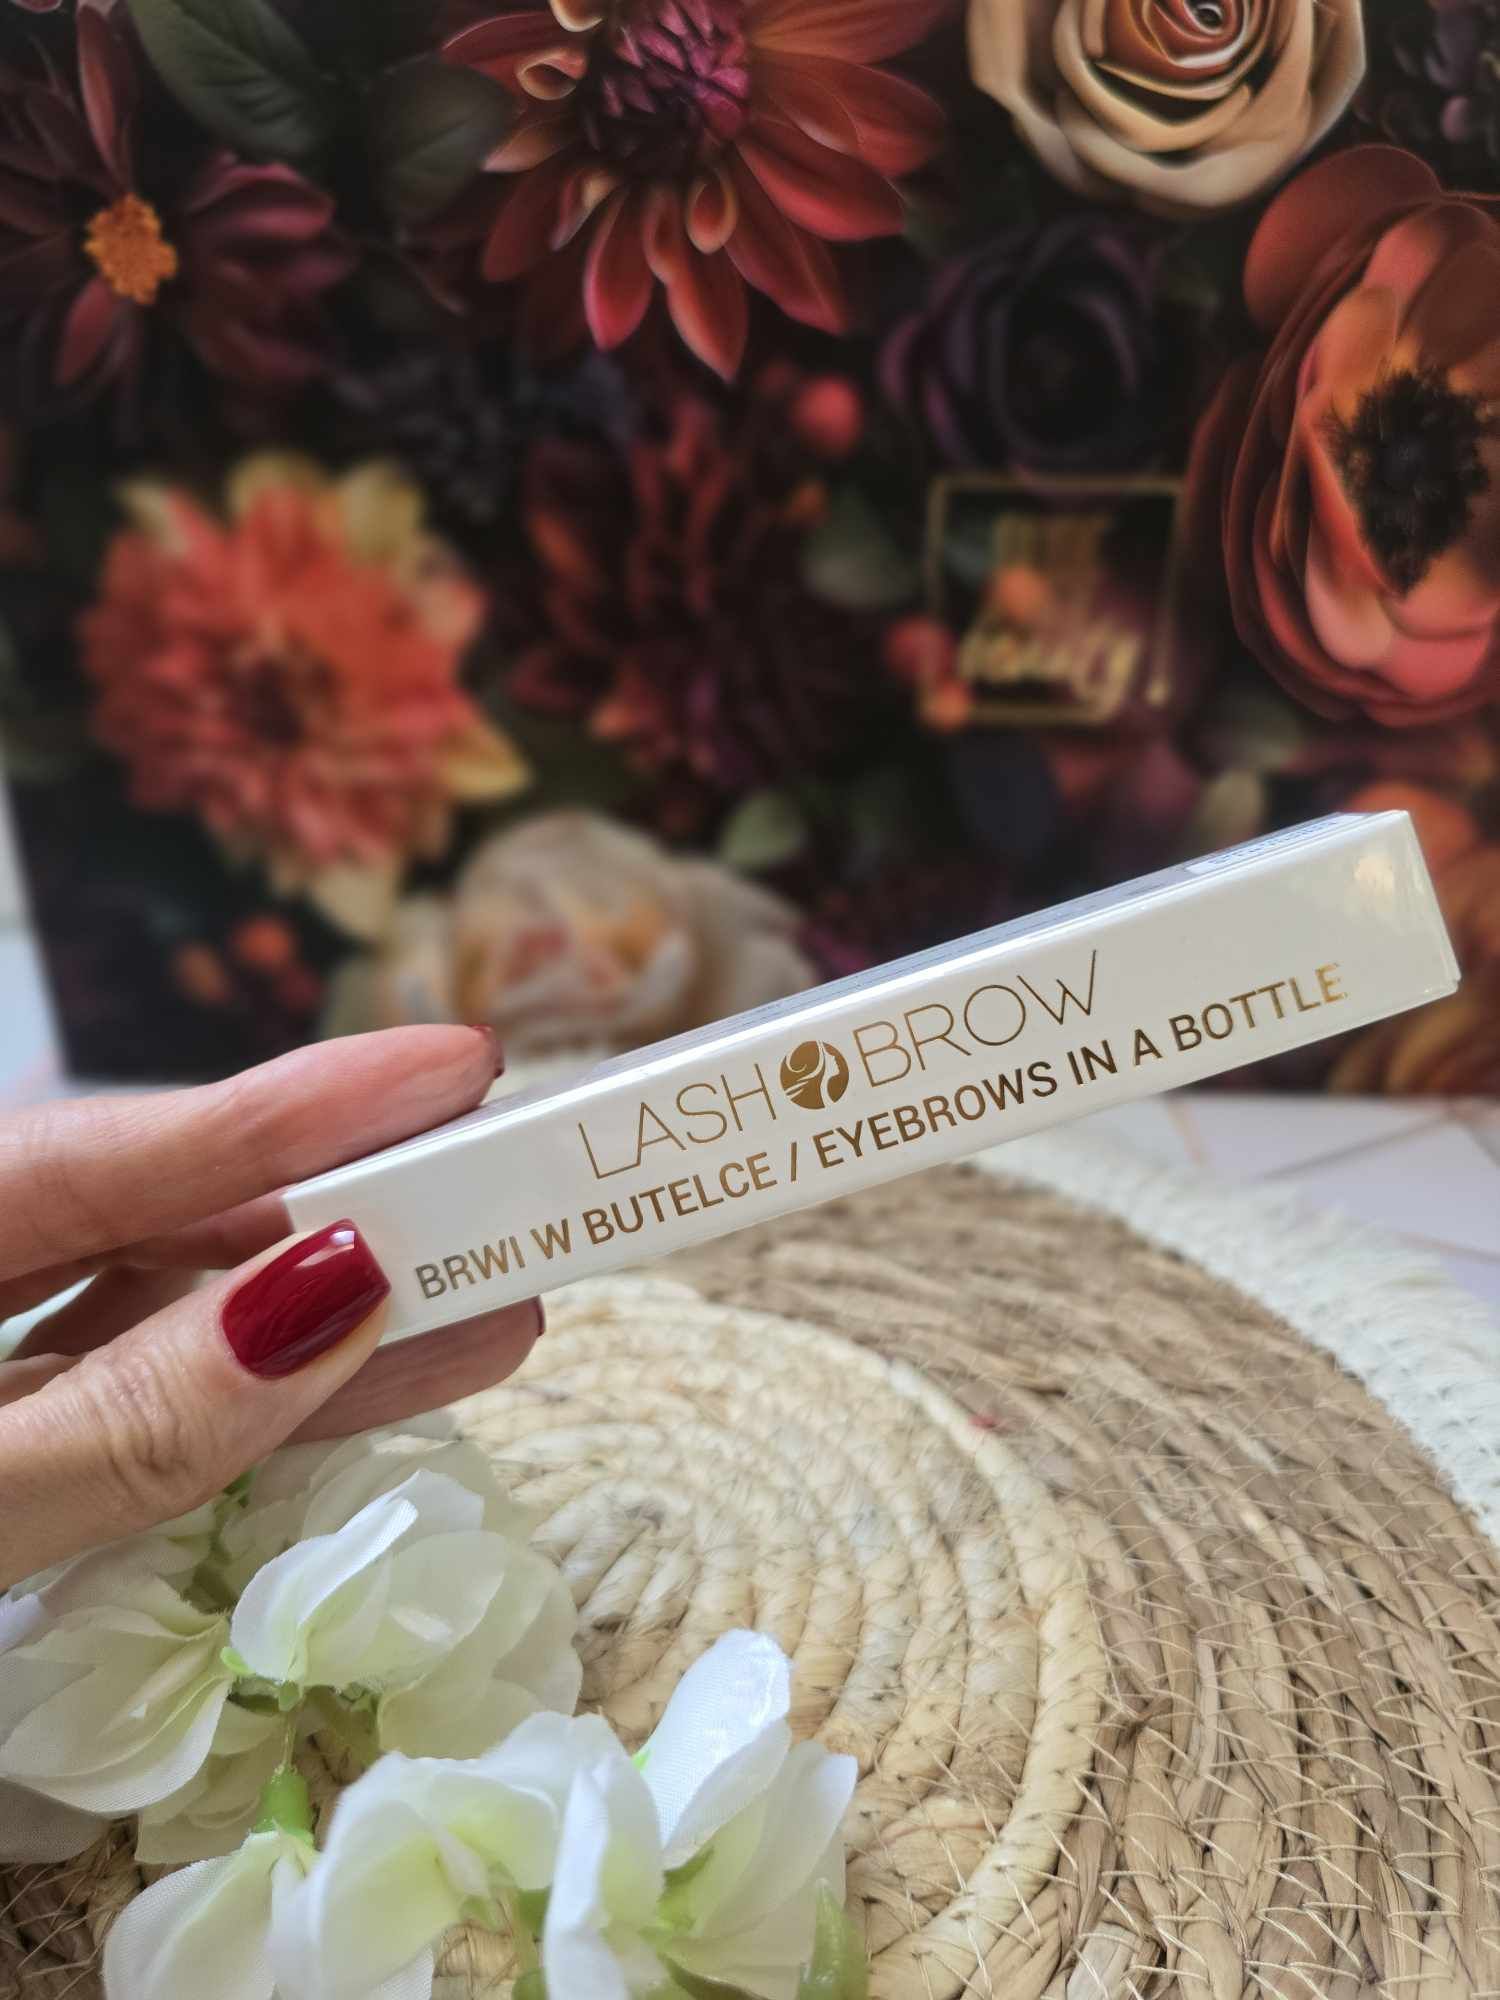 LASH BROW
BRWI W BUTELCE / EYEBROWS IN A BOTTLE